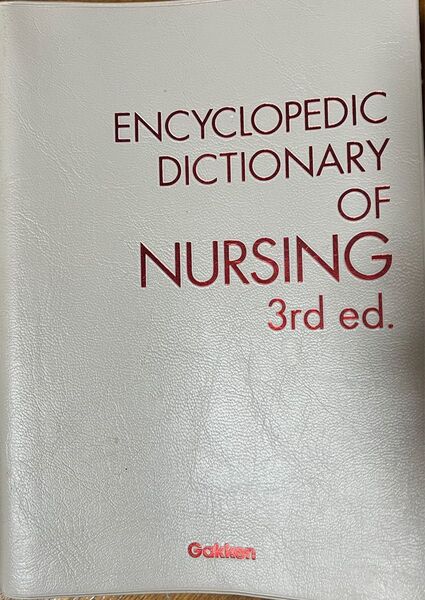 ENCYCLOPEDIC
DICTIONARY
OF
NURSING
3rd ed.
Gakken